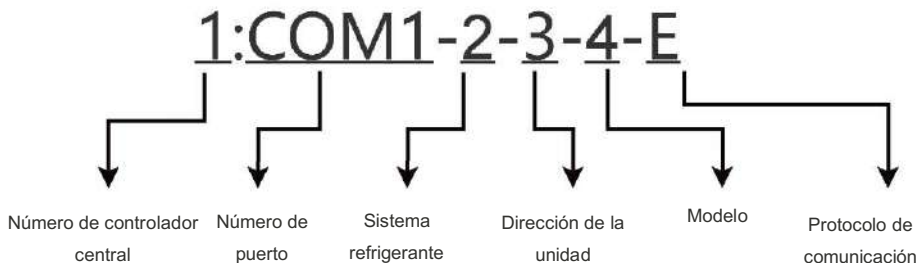 1:COM1-2-3-4-E
Número de controlador central
Número de puerto
Sistema refrigerante
Dirección de la unidad
Modelo
Protocolo de comunicación